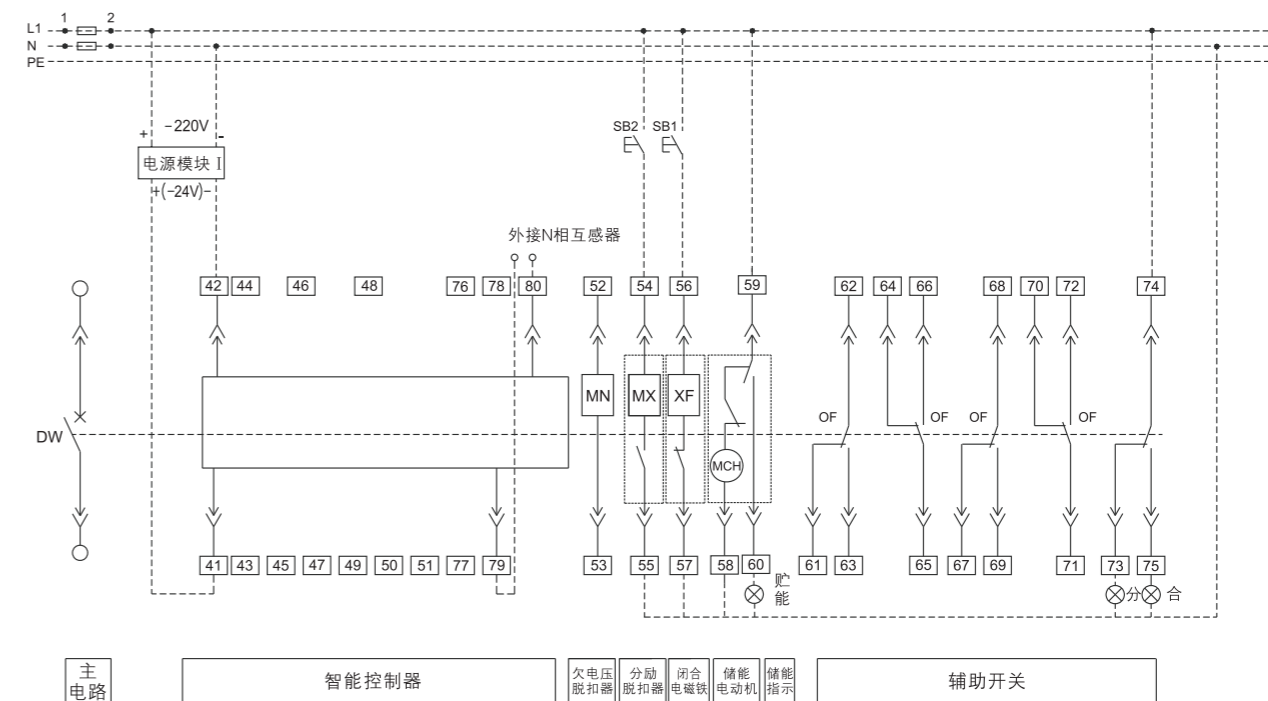 1 2
L1
N
PE
-220V
+ -
电源模块 I
+(-24V)-
SB2 SB1
外接N相互感器
42 44 46 48 76 78 80 52 54 56 59 62 64 66 68 70 72 74
MN MX XF
OF OF OF OF
DW
MCH
41 43 45 47 49 50 51 77 79 53 55 57 58 60 61 63 65 67 69 71 73 75
贮能
分 合
主电路
智能控制器
欠电压脱扣器
分励脱扣器
闭合电磁铁
储能电动机
储能指示
辅助开关